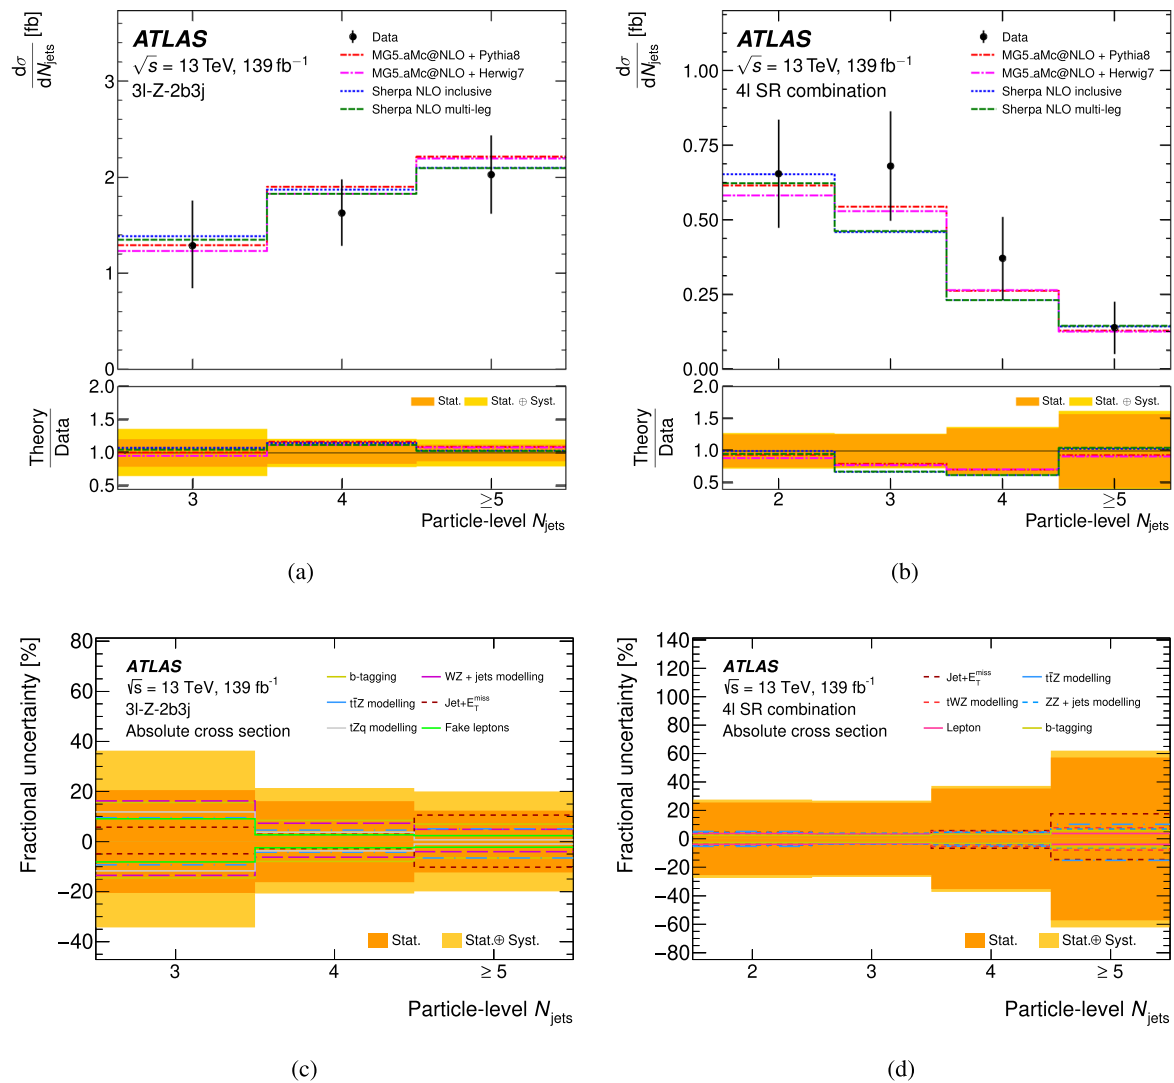 dσ
dN_jets [fb]
ATLAS
√s = 13 TeV, 139 fb⁻¹
3l-Z-2b3j
Data
MG5_aMc@NLO + Pythia8
MG5_aMc@NLO + Herwig7
Sherpa NLO inclusive
Sherpa NLO multi-leg
3
2
1
0
Theory
Data
2.0
1.5
1.0
0.5
Stat. Stat. ⊕ Syst.
3 4 ≥5
Particle-level N_jets
(a)
dσ
dN_jets [fb]
ATLAS
√s = 13 TeV, 139 fb⁻¹
4l SR combination
Data
MG5_aMc@NLO + Pythia8
MG5_aMc@NLO + Herwig7
Sherpa NLO inclusive
Sherpa NLO multi-leg
1.00
0.75
0.50
0.25
0.00
Theory
Data
2.0
1.5
1.0
0.5
Stat. Stat. ⊕ Syst.
2 3 4 ≥5
Particle-level N_jets
(b)
Fractional uncertainty [%]
80
60
40
20
0
−20
−40
ATLAS
√s = 13 TeV, 139 fb⁻¹
3l-Z-2b3j
Absolute cross section
b-tagging WZ + jets modelling
tt̄Z modelling Jet+E_T^miss
tZq modelling Fake leptons
Stat. Stat.⊕ Syst.
3 4 ≥ 5
Particle-level N_jets
(c)
Fractional uncertainty [%]
140
120
100
80
60
40
20
0
−20
−40
−60
−80
ATLAS
√s = 13 TeV, 139 fb⁻¹
4l SR combination
Absolute cross section
Jet+E_T^miss tt̄Z modelling
tWZ modelling ZZ + jets modelling
Lepton b-tagging
Stat. Stat.⊕ Syst.
2 3 4 ≥ 5
Particle-level N_jets
(d)